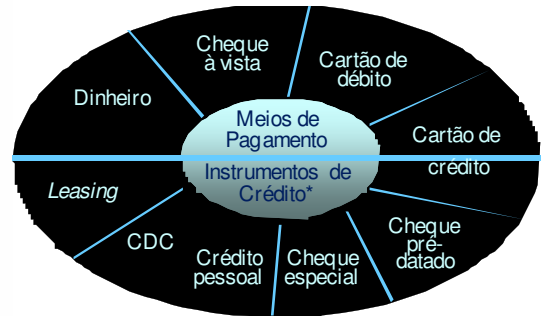 Cheque
à vista
Cartão de
débito
Dinheiro
Meios de
Pagamento
Cartão de
crédito
Instrumentos de
Crédito*
Leasing
CDC
Crédito
pessoal
Cheque
especial
Cheque
pré-
datado